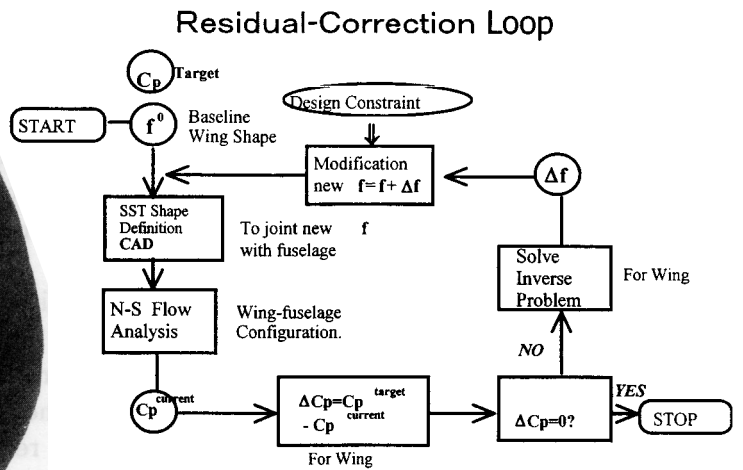 Residual-Correction Loop
Cp Target
START
f⁰
Baseline
Wing Shape
Design Constraint
Modification
new f=f+ Δf
Δf
SST Shape
Definition
CAD
To joint new f
with fuselage
Solve
Inverse
Problem
For Wing
N-S Flow
Analysis
Wing-fuselage
Configuration.
NO
Cp current
ΔCp=Cp target
- Cp current
For Wing
ΔCp=0?
YES
STOP